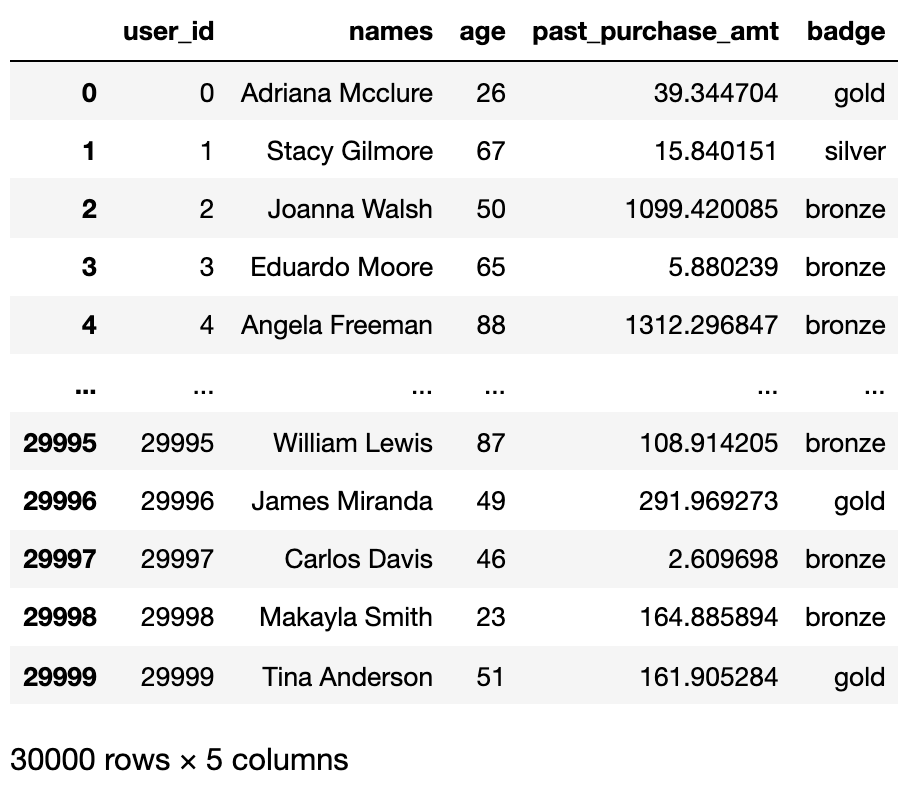 user_id names age past_purchase_amt badge
0 0 Adriana Mcclure 26 39.344704 gold
1 1 Stacy Gilmore 67 15.840151 silver
2 2 Joanna Walsh 50 1099.420085 bronze
3 3 Eduardo Moore 65 5.880239 bronze
4 4 Angela Freeman 88 1312.296847 bronze
... ... ... ... ... ...
29995 29995 William Lewis 87 108.914205 bronze
29996 29996 James Miranda 49 291.969273 gold
29997 29997 Carlos Davis 46 2.609698 bronze
29998 29998 Makayla Smith 23 164.885894 bronze
29999 29999 Tina Anderson 51 161.905284 gold
30000 rows × 5 columns